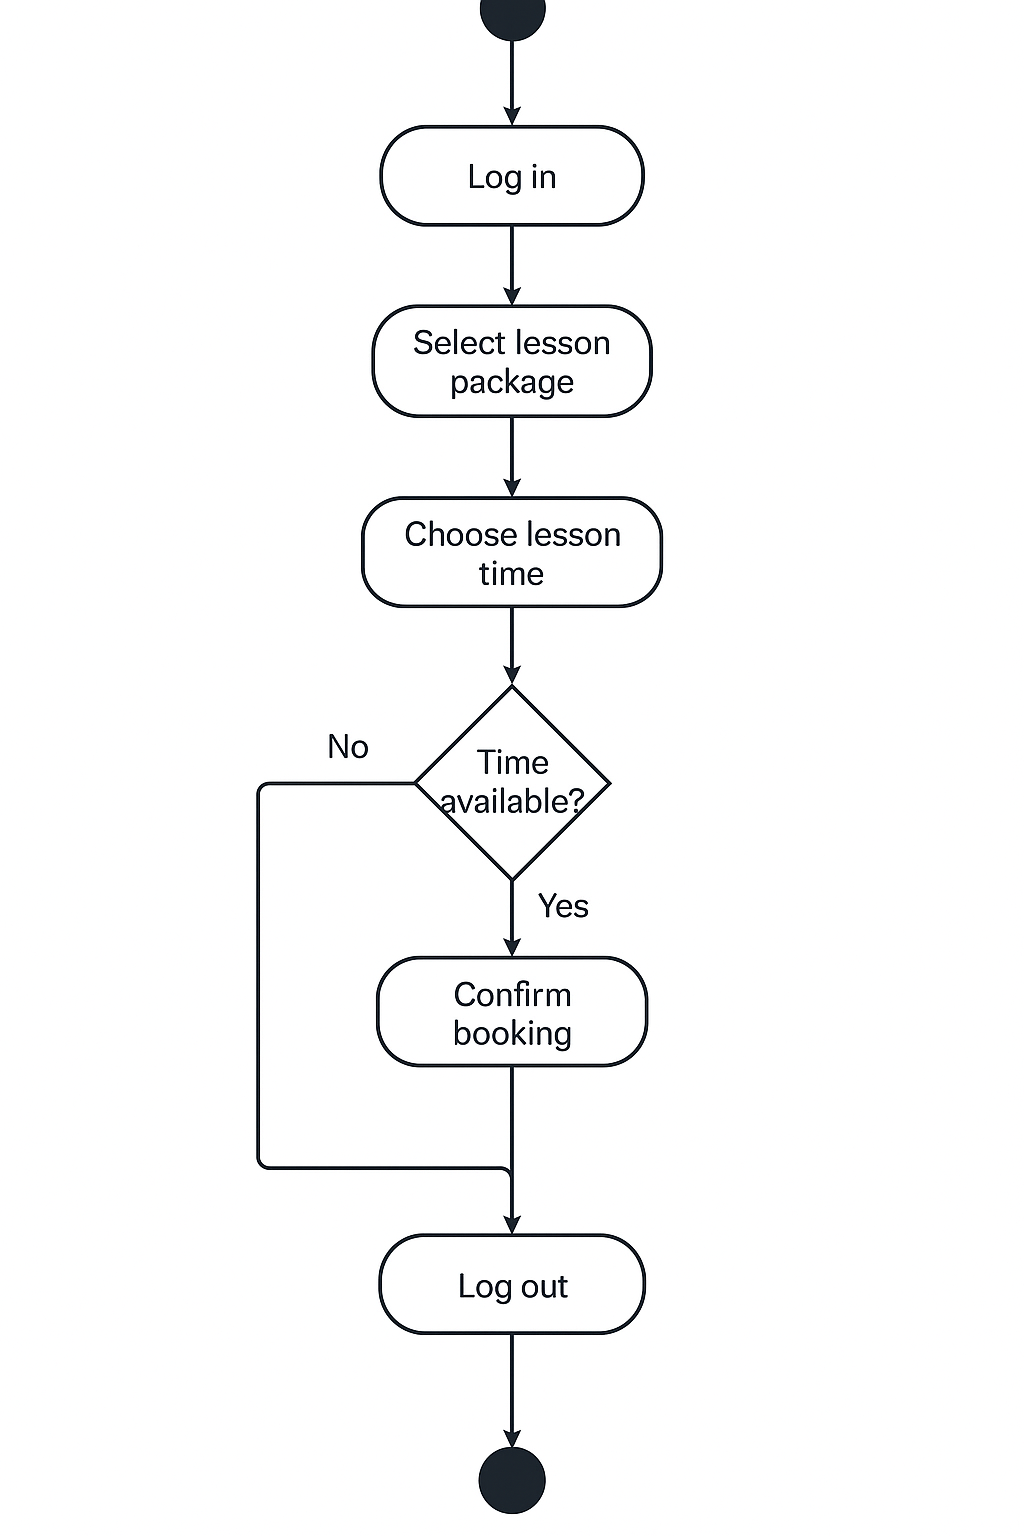 Log in
Select lesson
package
Choose lesson
time
No
Time
available?
Yes
Confirm
booking
Log out